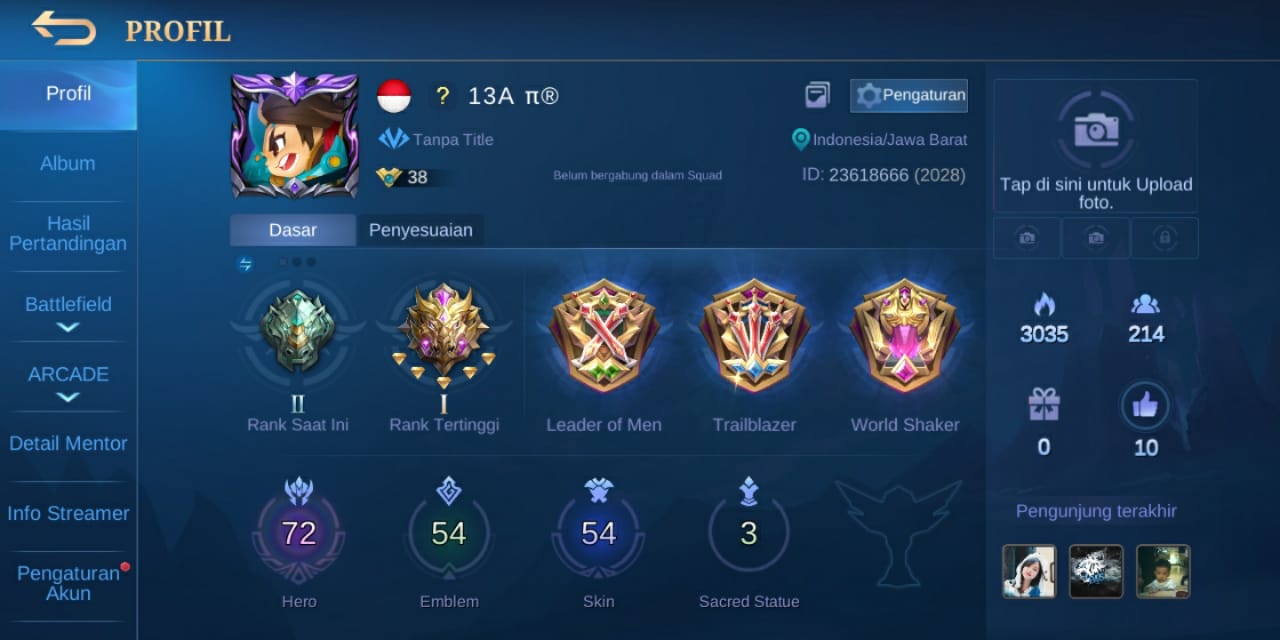 PROFIL
Profil
Album
Hasil
Pertandingan
Battlefield
ARCADE
Detail Mentor
Info Streamer
Pengaturan
Akun
? 13A π®
Pengaturan
Tanpa Title
Indonesia/Jawa Barat
38
Belum bergabung dalam Squad
ID: 23618666 (2028)
Dasar
Penyesuaian
II
I
Rank Saat Ini
Rank Tertinggi
Leader of Men
Trailblazer
World Shaker
72
54
54
3
Hero
Emblem
Skin
Sacred Statue
Tap di sini untuk Upload
foto.
3035
214
0
10
Pengunjung terakhir